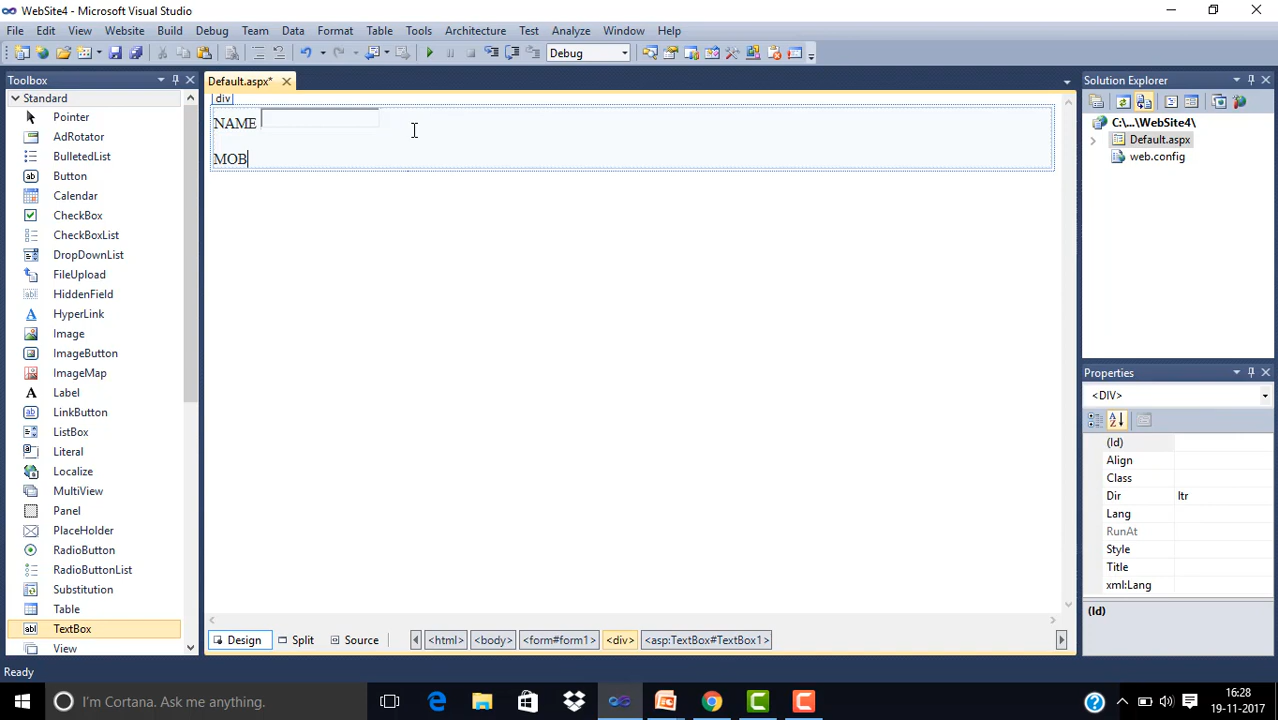 WebSite4 - Microsoft Visual Studio
File Edit View Website Build Debug Team Data Format Table Tools Architecture Test Analyze Window Help
Debug
Toolbox
Standard
Pointer
AdRotator
BulletedList
Button
Calendar
CheckBox
CheckBoxList
DropDownList
FileUpload
HiddenField
HyperLink
Image
ImageButton
ImageMap
Label
LinkButton
ListBox
Literal
Localize
MultiView
Panel
PlaceHolder
RadioButton
RadioButtonList
Substitution
Table
TextBox
View
Default.aspx*
div
NAME
MOB
Design Split Source <html> <body> <form#form1> <div> <asp:TextBox#TextBox1>
Solution Explorer
C:\...\WebSite4\
Default.aspx
web.config
Properties
<DIV>
(Id)
Align
Class
Dir ltr
Lang
RunAt
Style
Title
xml:Lang
(Id)
Ready
I'm Cortana. Ask me anything.
16:28
19-11-2017